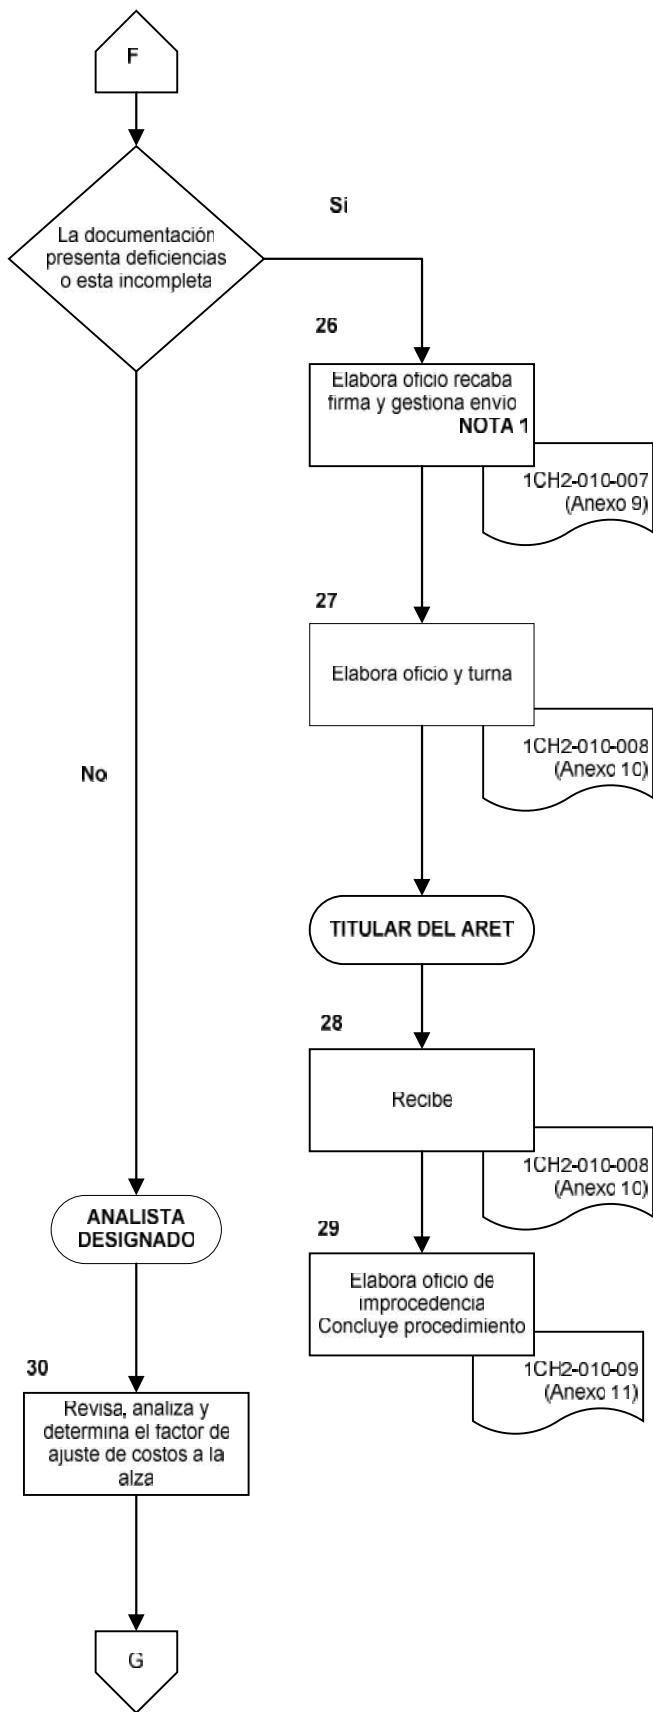 F
La documentación
presenta deficiencias
o esta incompleta
Si
26
Elabora oficio recaba
firma y gestiona envio
NOTA 1
1CH2-010-007
(Anexo 9)
27
Elabora oficio y turna
1CH2-010-008
(Anexo 10)
No
TITULAR DEL ARET
28
Recibe
1CH2-010-008
(Anexo 10)
ANALISTA
DESIGNADO
29
Elabora oficio de
improcedencia
Concluye procedimiento
1CH2-010-09
(Anexo 11)
30
Revisa, analiza y
determina el factor de
ajuste de costos a la
alza
G